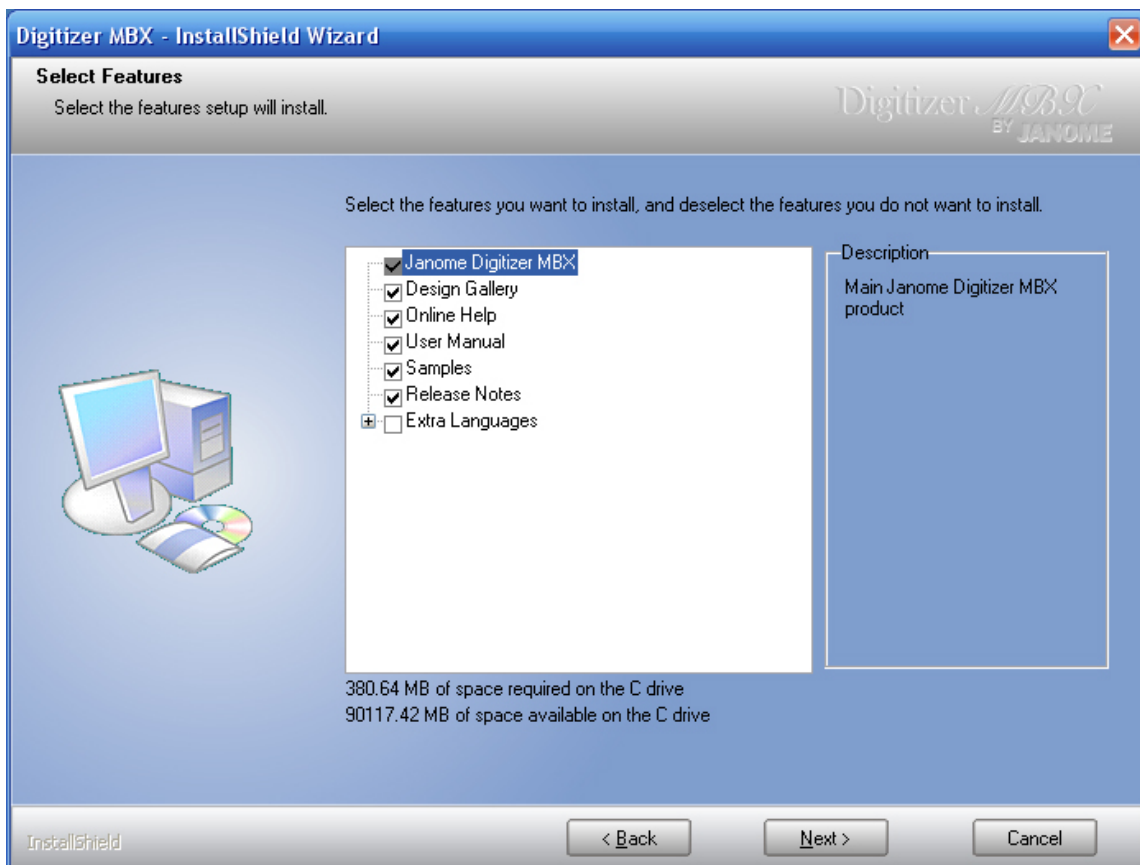 Digitizer MBX - InstallShield Wizard
Select Features
Select the features setup will install.
Digitizer MBX
BY JANOME
Select the features you want to install, and deselect the features you do not want to install.
Janome Digitizer MBX
Design Gallery
Online Help
User Manual
Samples
Release Notes
Extra Languages
Description
Main Janome Digitizer MBX
product
380.64 MB of space required on the C drive
90117.42 MB of space available on the C drive
InstallShield
< Back
Next >
Cancel